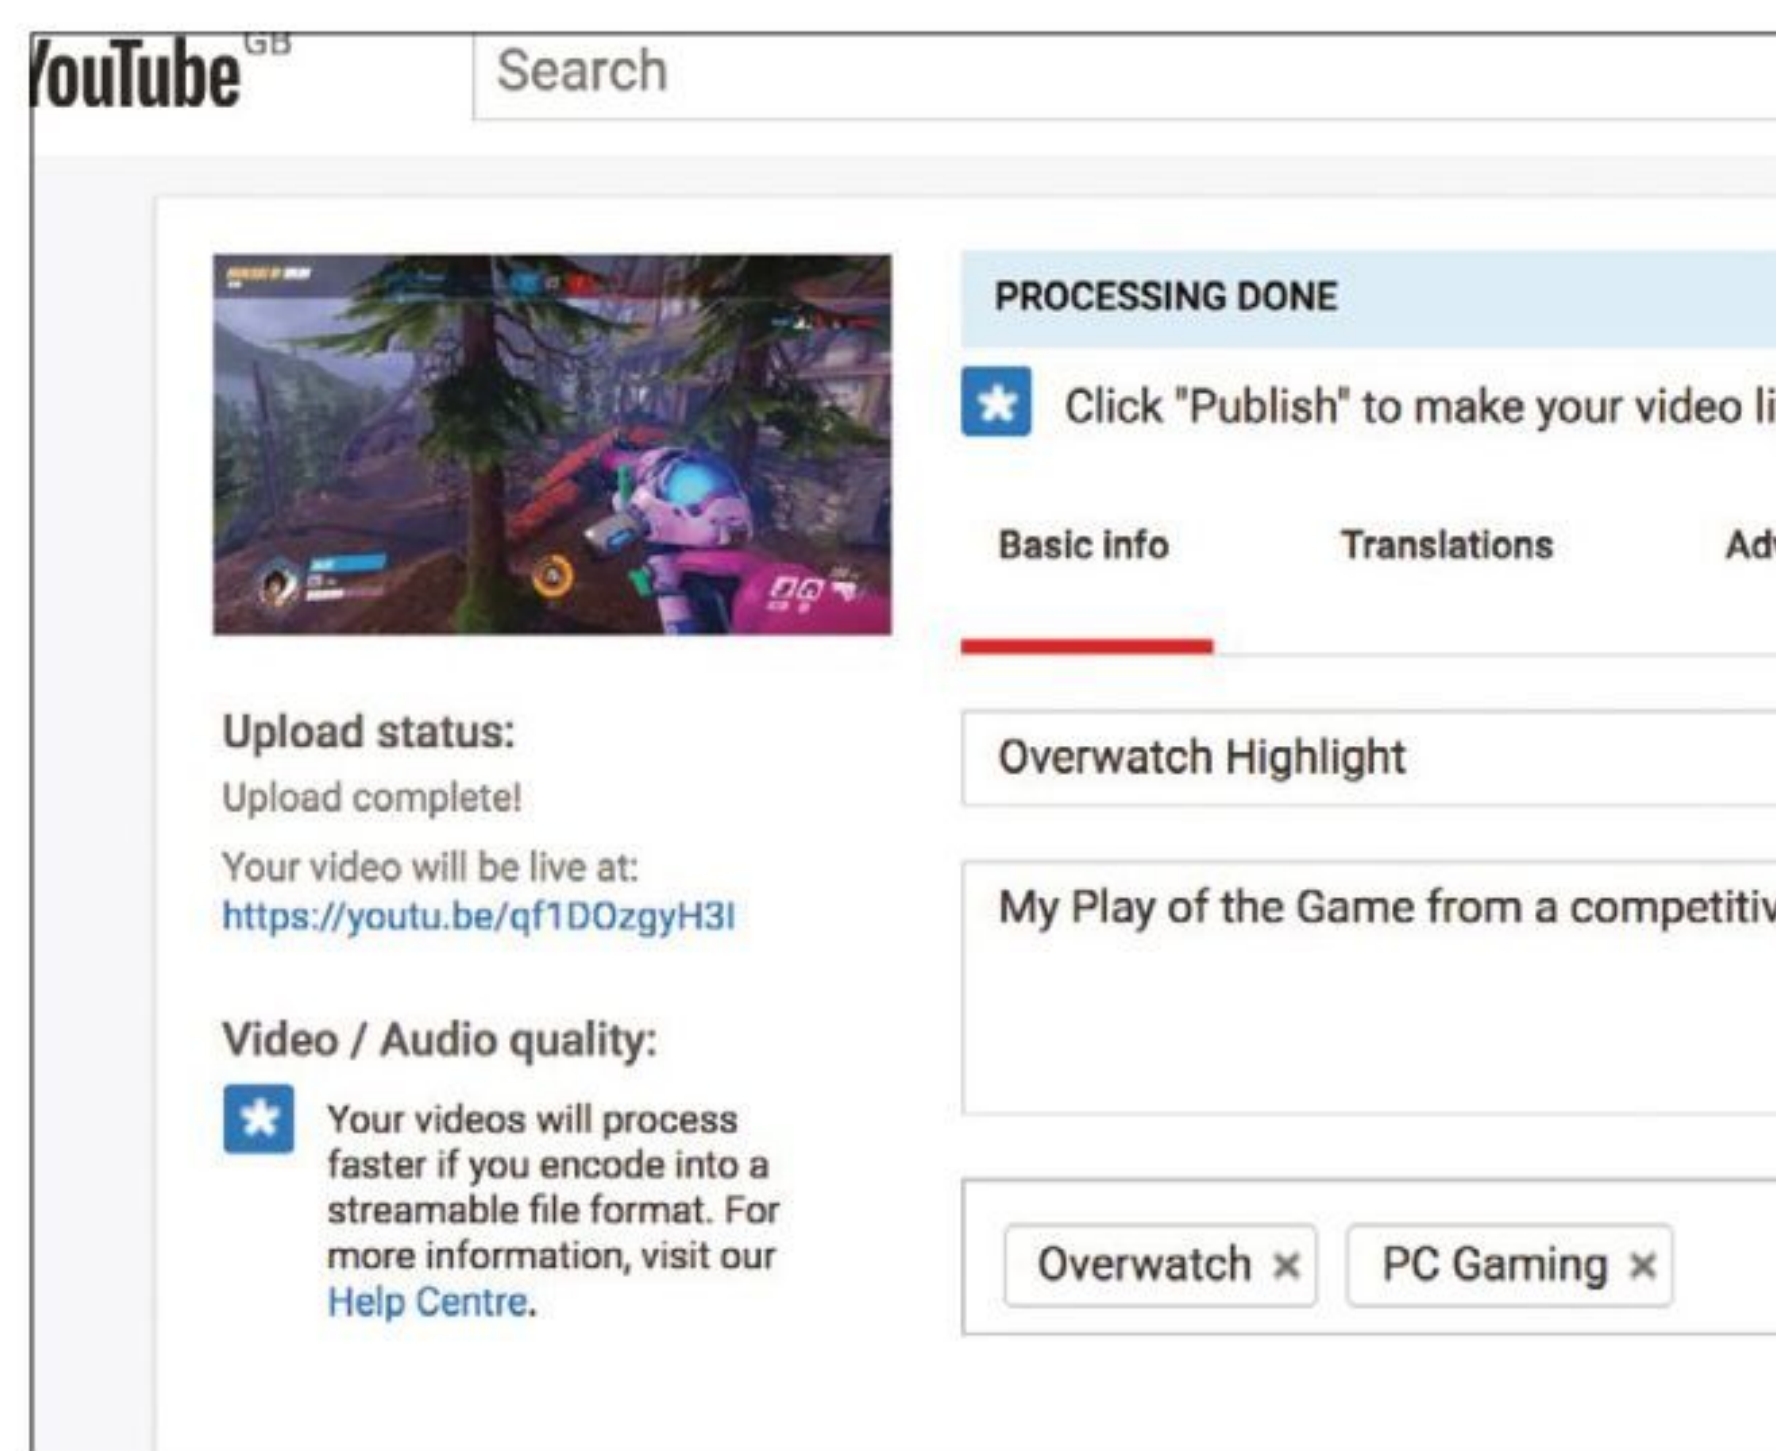 YouTube GB
Search
PROCESSING DONE
Click "Publish" to make your video li
Basic info
Translations
Adv
Overwatch Highlight
My Play of the Game from a competitiv
Overwatch ×
PC Gaming ×
Upload status:
Upload complete!
Your video will be live at:
https://youtu.be/qf1DOzgyH3I
Video / Audio quality:
Your videos will process
faster if you encode into a
streamable file format. For
more information, visit our
Help Centre.